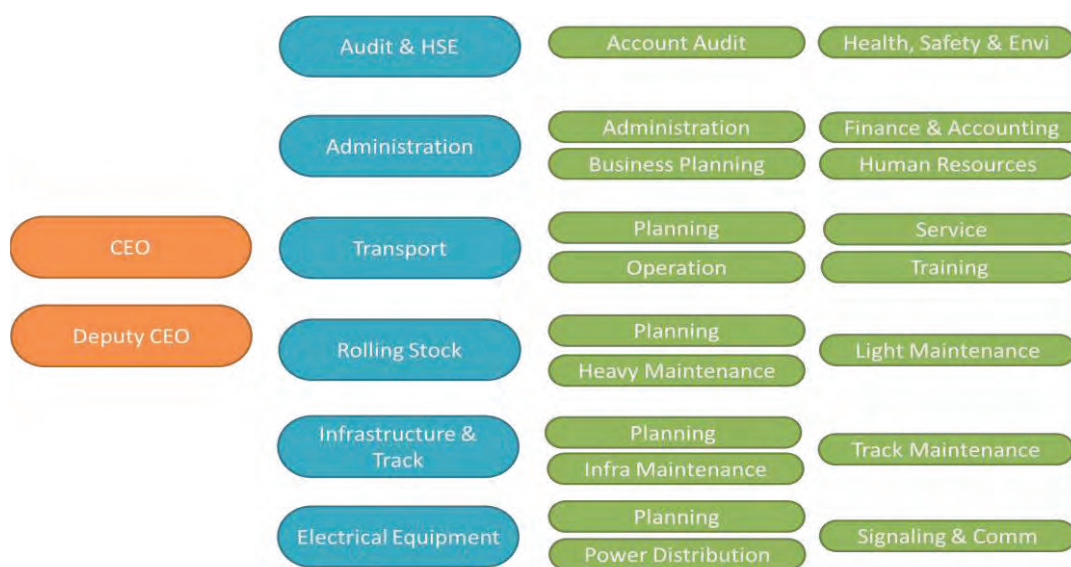 Audit & HSE
Account Audit
Health, Safety & Envi
Administration
Administration
Finance & Accounting
Business Planning
Human Resources
CEO
Deputy CEO
Transport
Planning
Service
Operation
Training
Rolling Stock
Planning
Heavy Maintenance
Light Maintenance
Infrastructure &
Track
Planning
Infra Maintenance
Track Maintenance
Electrical Equipment
Planning
Power Distribution
Signaling & Comm